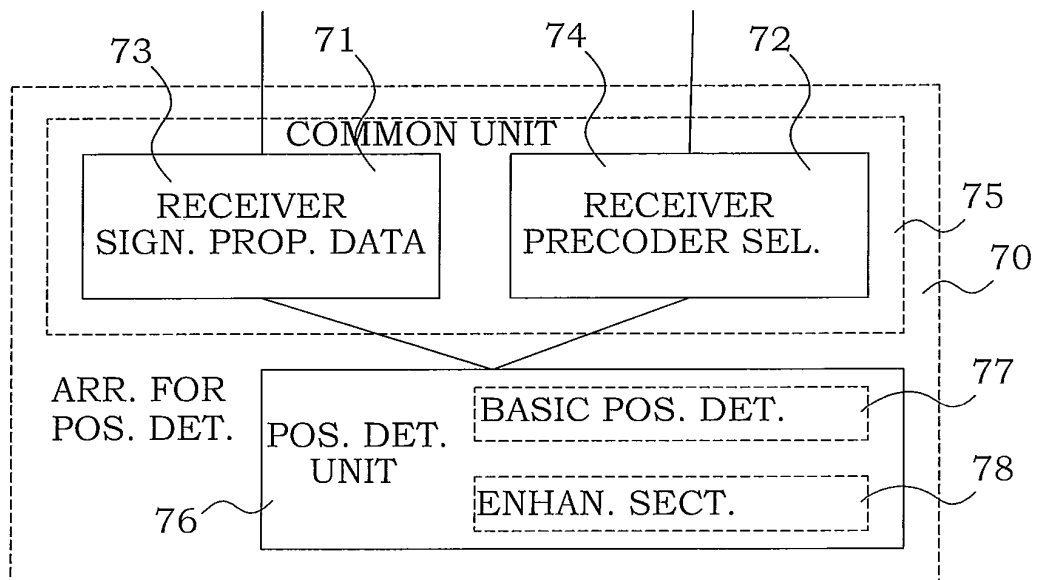 73
71
74
72
COMMON UNIT
RECEIVER
SIGN. PROP. DATA
RECEIVER
PRECODER SEL.
75
70
ARR. FOR
POS. DET.
POS. DET.
UNIT
BASIC POS. DET.
77
ENHAN. SECT.
78
76